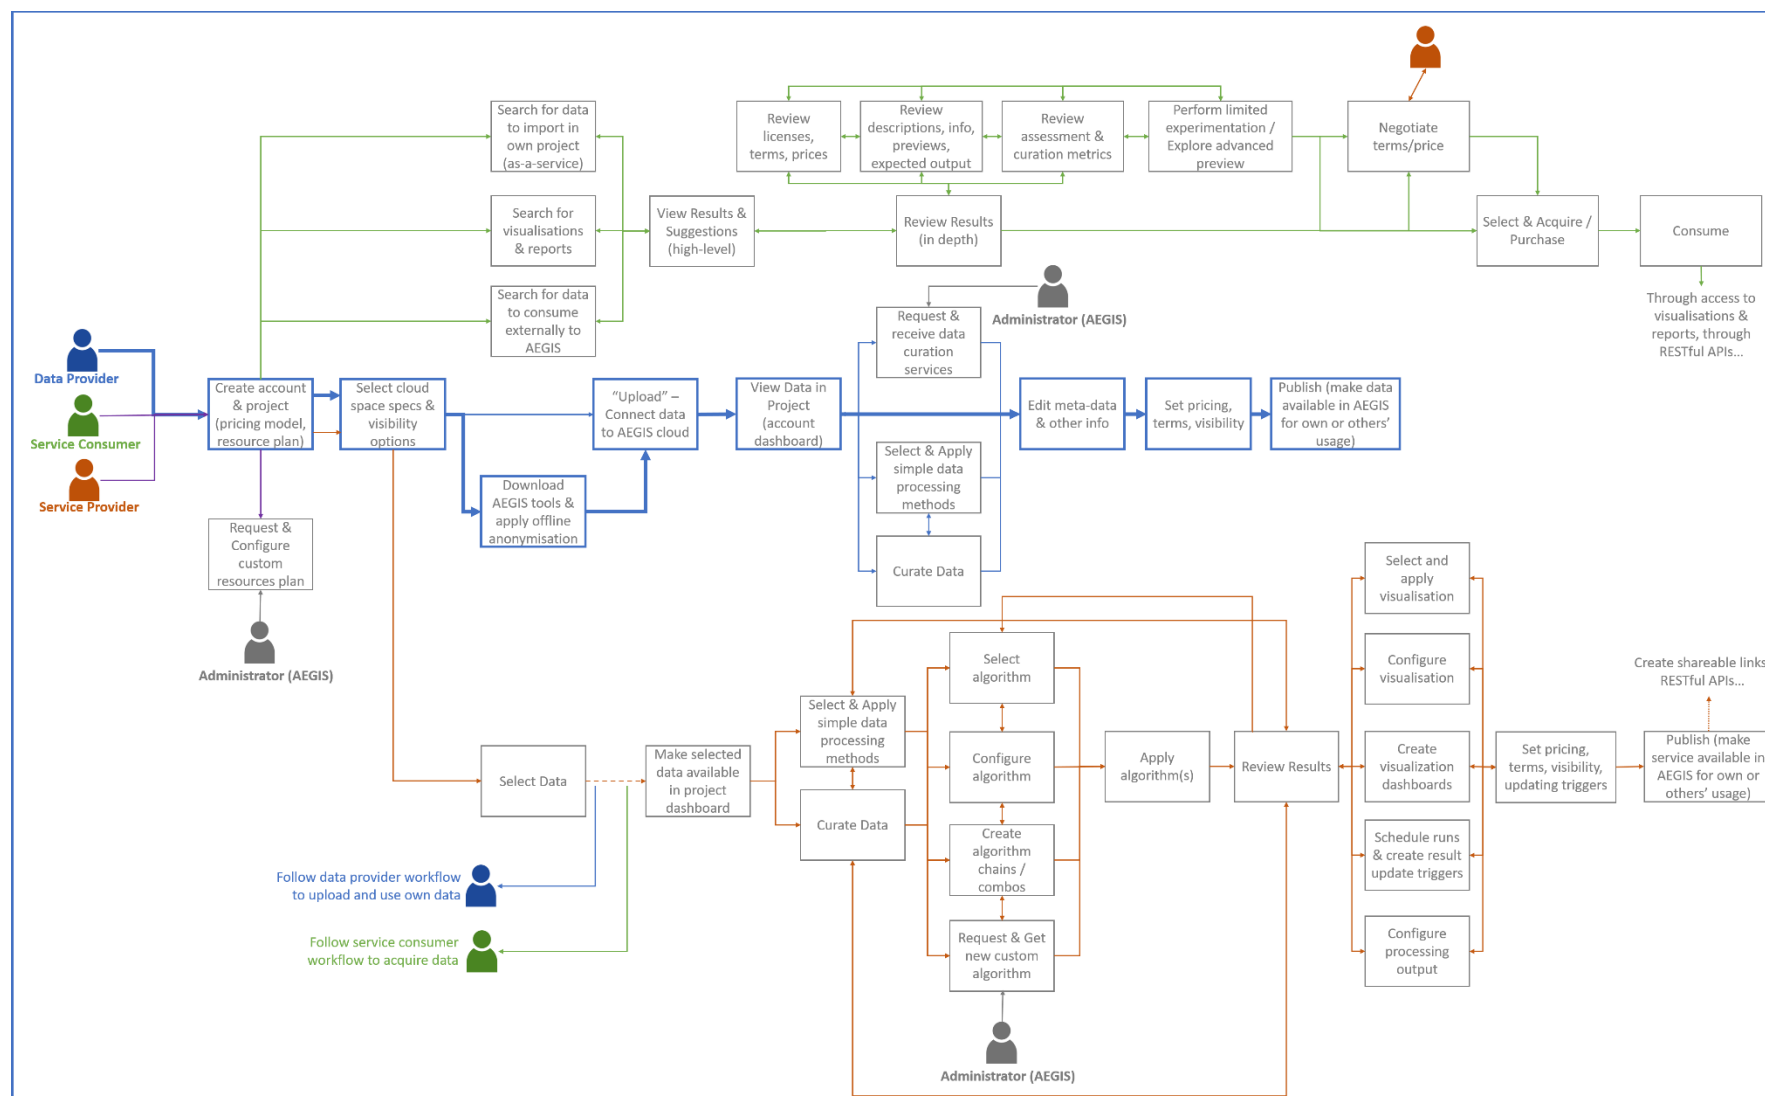 Search for data
to import in
own project
(as-a-service)
Review
licenses,
terms, prices
Review
descriptions, info,
previews,
expected output
Review
assessment &
curation metrics
Perform limited
experimentation /
Explore advanced
preview
Negotiate
terms/price
Search for
visualisations
& reports
View Results &
Suggestions
(high-level)
Review Results
(in depth)
Select & Acquire /
Purchase
Consume
Search for data
to consume
externally to
AEGIS
Request &
receive data
curation
services
Administrator (AEGIS)
Through access to
visualisations &
reports, through
RESTful APIs...
Data Provider
Service Consumer
Service Provider
Create account
& project
(pricing model,
resource plan)
Select cloud
space specs &
visibility
options
"Upload" –
Connect data
to AEGIS cloud
View Data in
Project
(account
dashboard)
Edit meta-data
& other info
Set pricing,
terms, visibility
Publish (make data
available in AEGIS
for own or others'
usage)
Download
AEGIS tools &
apply offline
anonymisation
Select & Apply
simple data
processing
methods
Curate Data
Request &
Configure
custom
resources plan
Administrator (AEGIS)
Select Data
Make selected
data available
in project
dashboard
Select & Apply
simple data
processing
methods
Curate Data
Select
algorithm
Configure
algorithm
Create
algorithm
chains /
combos
Request & Get
new custom
algorithm
Administrator (AEGIS)
Apply
algorithm(s)
Review Results
Select and
apply
visualisation
Configure
visualisation
Create
visualization
dashboards
Schedule runs
& create result
update triggers
Configure
processing
output
Set pricing,
terms, visibility,
updating triggers
Create shareable links
RESTful APIs...
Publish (make
service available in
AEGIS for own or
others' usage)
Follow data provider workflow
to upload and use own data
Follow service consumer
workflow to acquire data